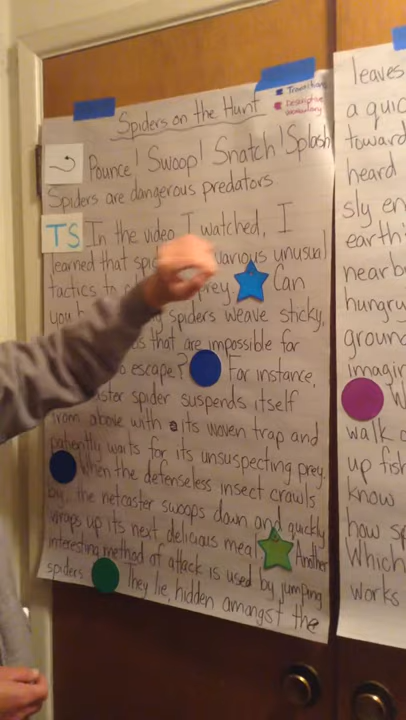 Transitions
Descriptive
vocabulary
Spiders on the Hunt
Pounce! Swoop! Snatch! Splash
Spiders are dangerous predators
TS In the video I watched, I
learned that various unusual
tactics to prey. Can
you spiders weave sticky,
that are impossible for
escape? For instance,
spider suspends itself
from above with its woven trap and
patiently waits for its unsuspecting prey.
When the defenseless insect crawls
by, the netcaster swoops down and quickly
wraps up its next delicious meal. Another
interesting method of attack is used by jumping
spiders. They lie, hidden amongst the
leaves
a quic
toward
heard
sly en
earth
nearb
hungry
ground
imagin
W
walk
up fish
know
how sp
Which
works